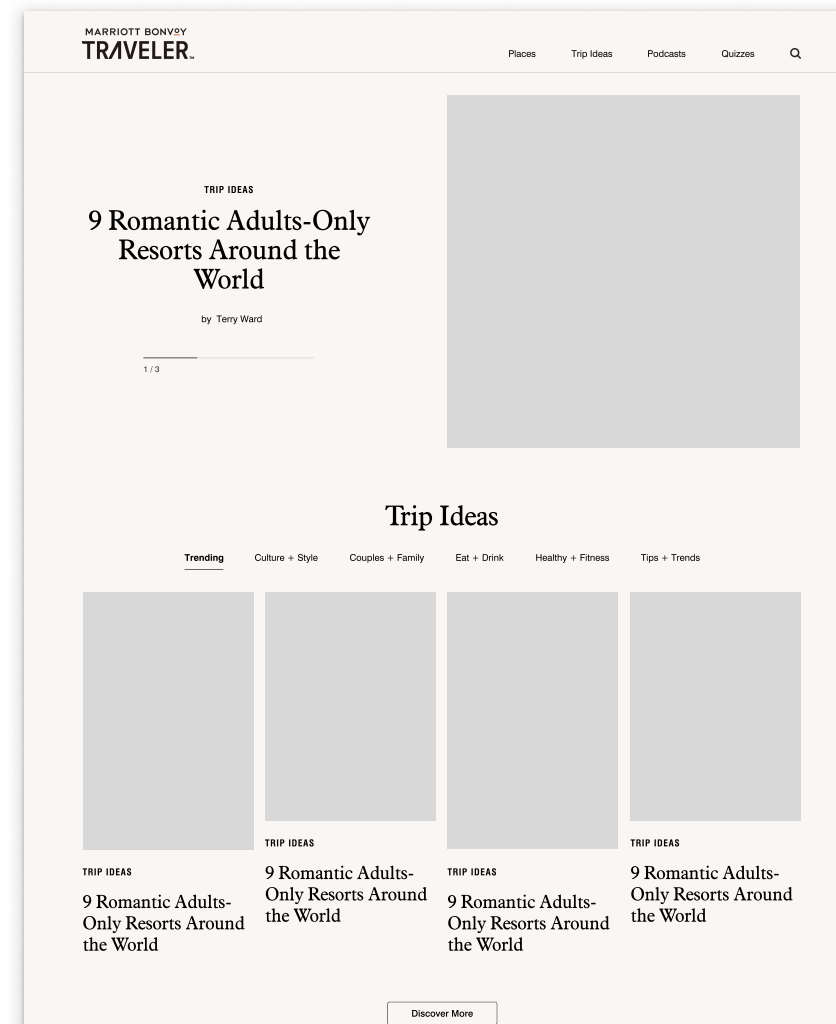 MARRIOTT BONVOY
TRAVELER™
Places Trip Ideas Podcasts Quizzes
TRIP IDEAS
9 Romantic Adults-Only
Resorts Around the
World
by Terry Ward
1 / 3
Trip Ideas
Trending Culture + Style Couples + Family Eat + Drink Healthy + Fitness Tips + Trends
TRIP IDEAS
9 Romantic Adults-
Only Resorts Around
the World
TRIP IDEAS
9 Romantic Adults-
Only Resorts Around
the World
TRIP IDEAS
9 Romantic Adults-
Only Resorts Around
the World
TRIP IDEAS
9 Romantic Adults-
Only Resorts Around
the World
Discover More